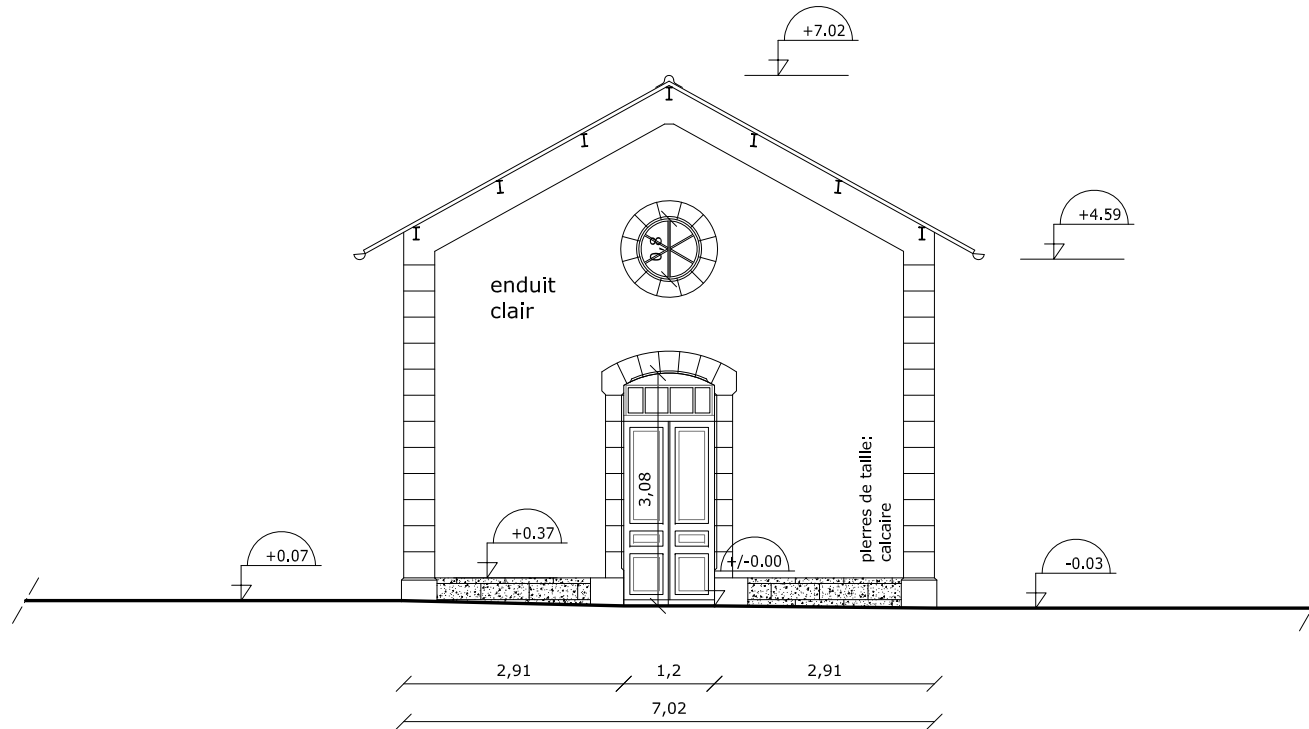 +7.02
+4.59
enduit
clair
pierres de taille:
calcaire
3,08
+0.37
+0.07
+/-0.00
-0.03
2,91
1,2
2,91
7,02